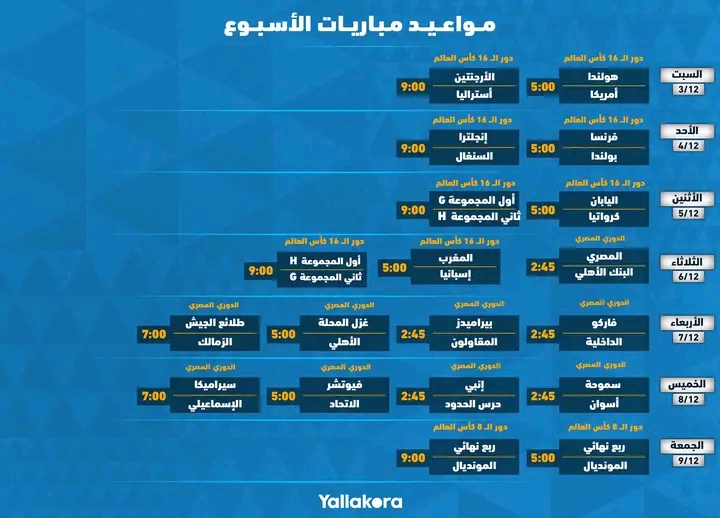 مواعيد مباريات الأسبوع
السبت
3/12
دور الـ 16 كأس العالم
هولندا
أمريكا
5:00
دور الـ 16 كأس العالم
الأرجنتين
أستراليا
9:00
الأحد
4/12
دور الـ 16 كأس العالم
فرنسا
بولندا
5:00
دور الـ 16 كأس العالم
إنجلترا
السنغال
9:00
الأثنين
5/12
دور الـ 16 كأس العالم
اليابان
كرواتيا
5:00
دور الـ 16 كأس العالم
أول المجموعة G
ثاني المجموعة H
9:00
الثلاثاء
6/12
الدوري المصري
المصري
البنك الأهلي
2:45
دور الـ 16 كأس العالم
المغرب
إسبانيا
5:00
دور الـ 16 كأس العالم
أول المجموعة H
ثاني المجموعة G
9:00
الأربعاء
7/12
الدوري المصري
فاركو
الداخلية
2:45
الدوري المصري
بيراميدز
المقاولون
2:45
الدوري المصري
غزل المحلة
الأهلي
5:00
الدوري المصري
طلائع الجيش
الزمالك
7:00
الخميس
8/12
الدوري المصري
سموحة
أسوان
2:45
الدوري المصري
إنبي
حرس الحدود
2:45
الدوري المصري
فيوتشر
الاتحاد
5:00
الدوري المصري
سيراميكا
الإسماعيلي
7:00
الجمعة
9/12
دور الـ 8 كأس العالم
ربع نهائي
المونديال
5:00
دور الـ 8 كأس العالم
ربع نهائي
المونديال
9:00
Yallakora